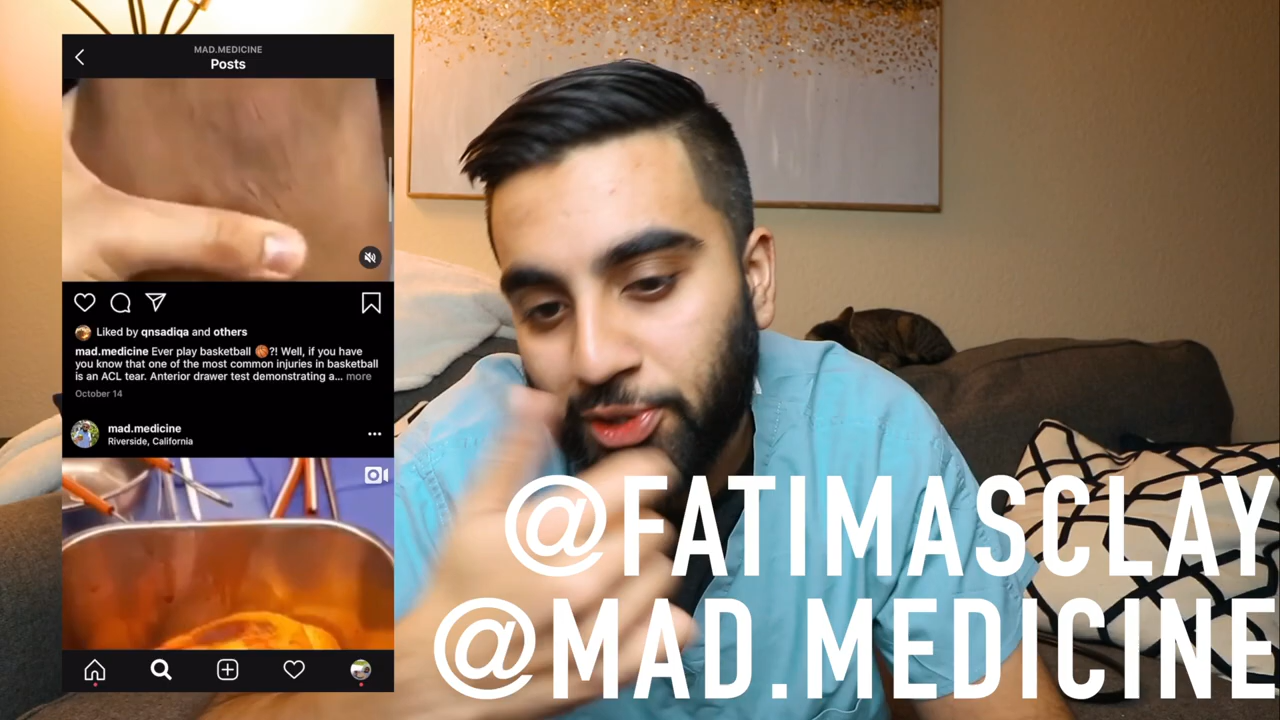 MAD.MEDICINE
Posts
Liked by qnsadiqa and others
mad.medicine Ever play basketball 🏀?! Well, if you have
you know that one of the most common injuries in basketball
is an ACL tear. Anterior drawer test demonstrating a... more
October 14
mad.medicine
Riverside, California
@FATIMASCLAY
@MAD.MEDICINE